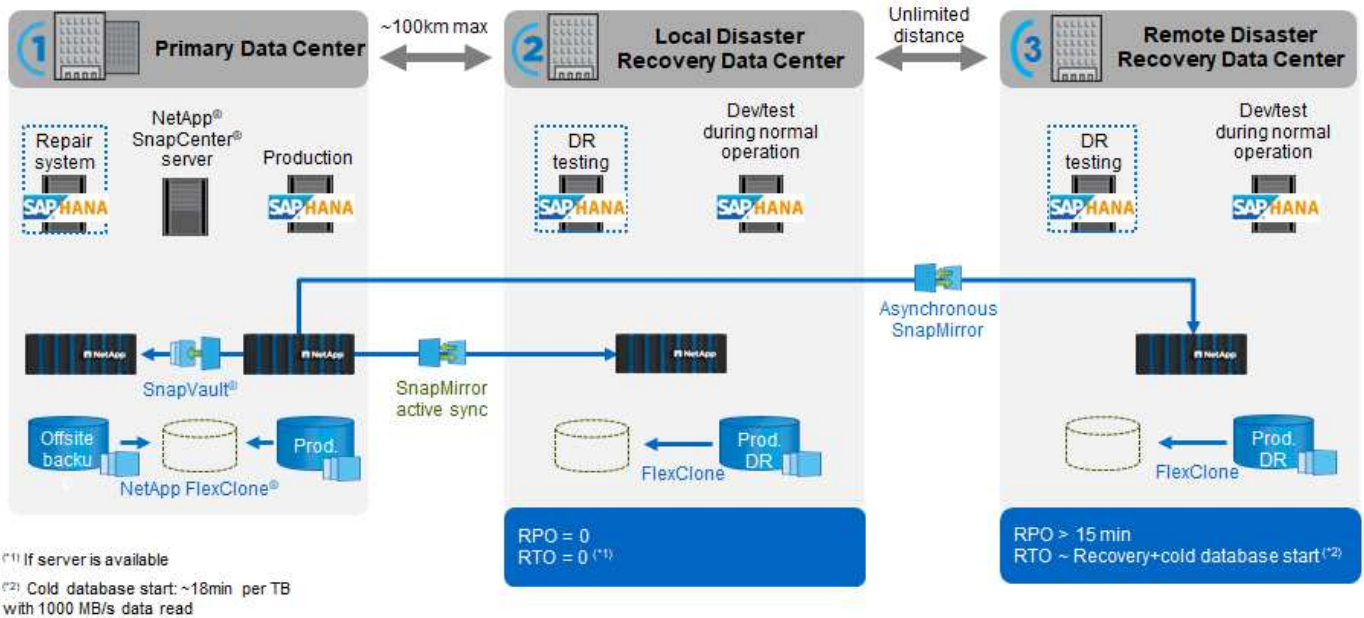 1
Primary Data Center
~100km max
2
Local Disaster
Recovery Data Center
Unlimited
distance
3
Remote Disaster
Recovery Data Center
Repair
system
SAP HANA
NetApp®
SnapCenter®
server
Production
SAP HANA
DR
testing
SAP HANA
Dev/test
during normal
operation
SAP HANA
DR
testing
SAP HANA
Dev/test
during normal
operation
SAP HANA
Asynchronous
SnapMirror
NetApp
SnapVault®
NetApp
SnapMirror
active sync
NetApp
NetApp
Offsite
backu
Prod.
NetApp FlexClone®
Prod.
DR
FlexClone
Prod.
DR
FlexClone
RPO = 0
RTO = 0 (*1)
RPO > 15 min
RTO ~ Recovery+cold database start (*2)
(*1) If server is available
(*2) Cold database start: ~18min per TB
with 1000 MB/s data read